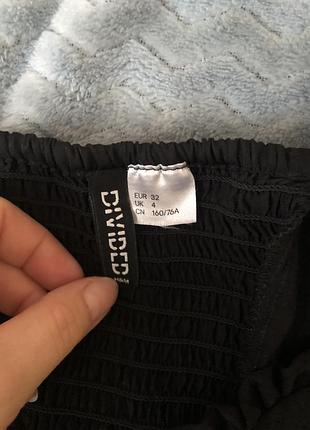 DIVIDED
H&M
EUR 32
UK 4
CN 160/76A